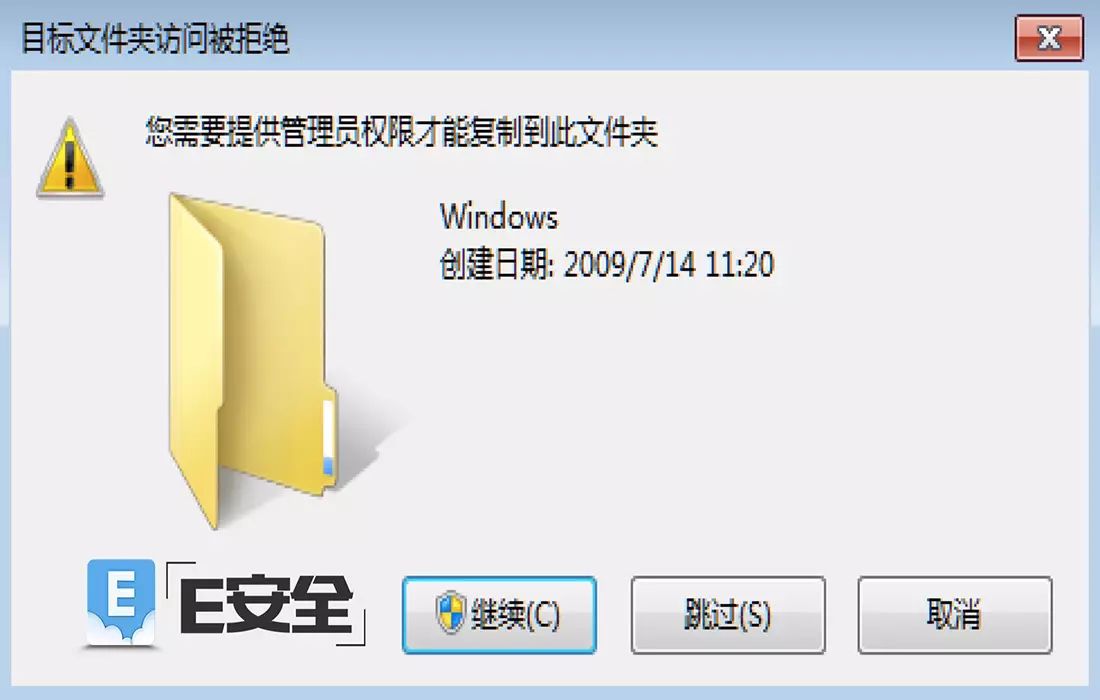 目标文件夹访问被拒绝
您需要提供管理员权限才能复制到此文件夹
Windows
创建日期: 2009/7/14 11:20
E
E安全
继续(C)
跳过(S)
取消